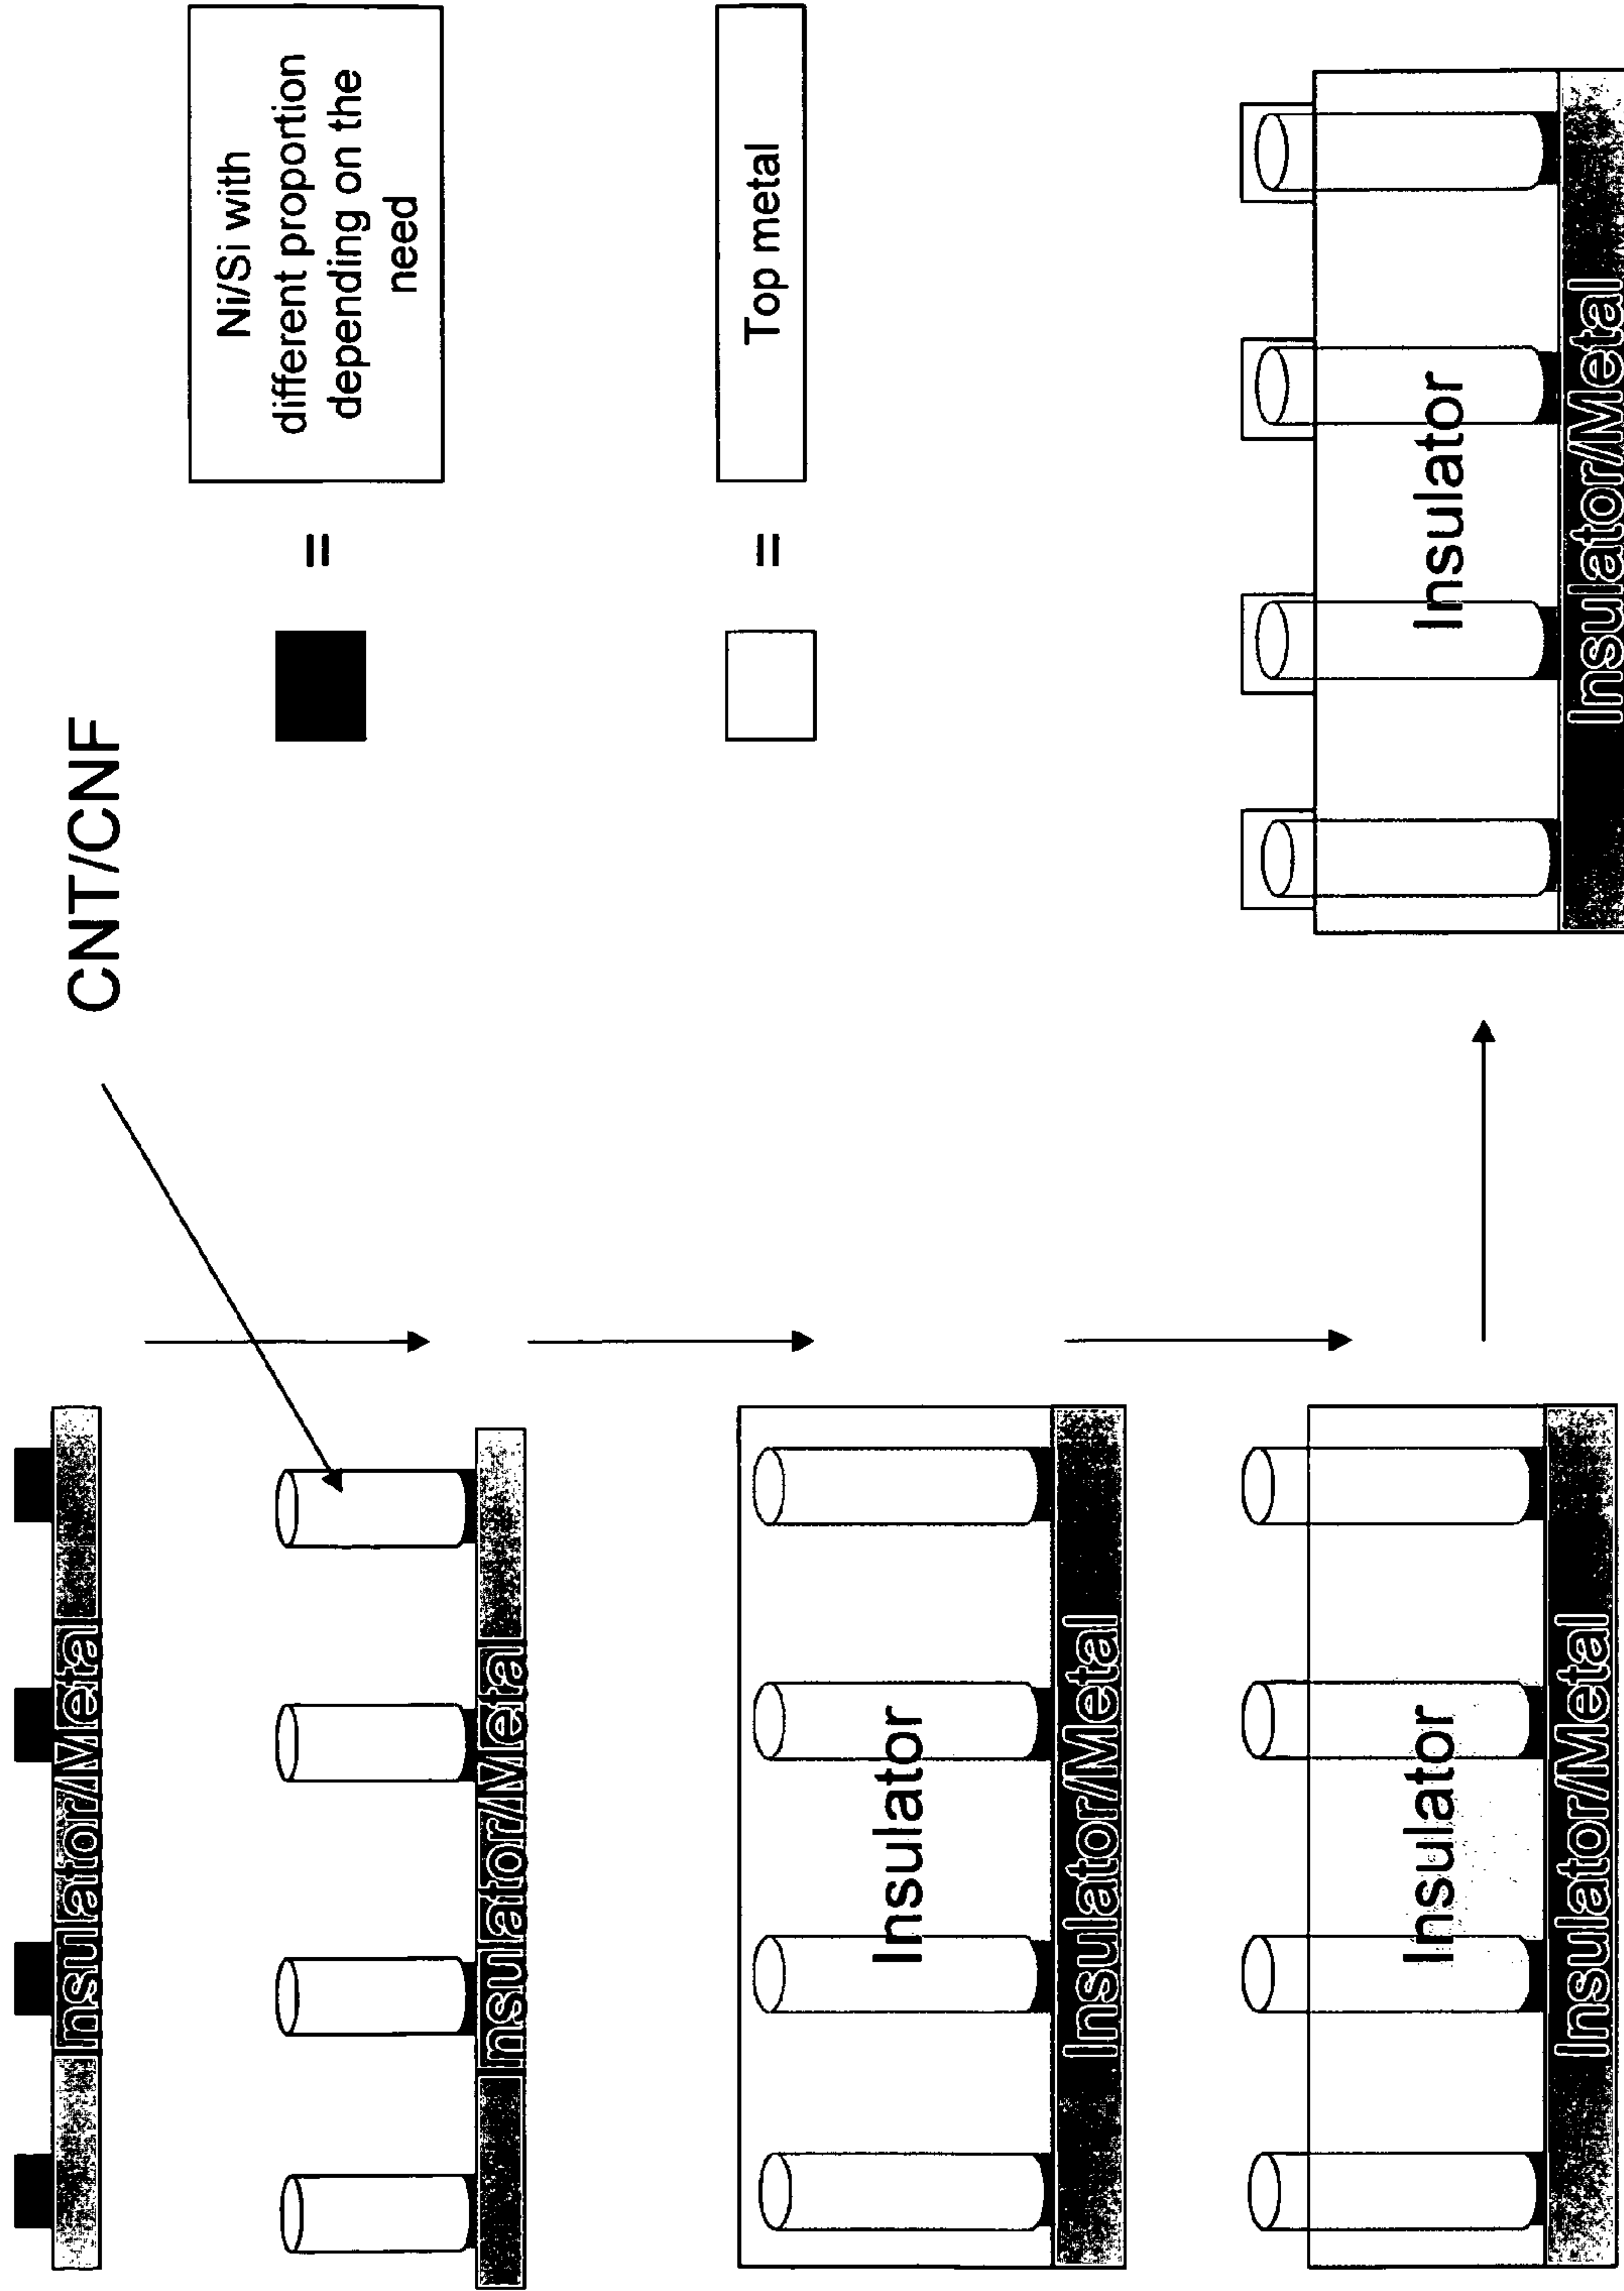 Insulator/Metal
CNT/CNF
Ni/Si with
different proportion
depending on the
need
=
Insulator/Metal
=
Top metal
Insulator
Insulator/Metal
Insulator
Insulator/Metal
Insulator
Insulator/Metal